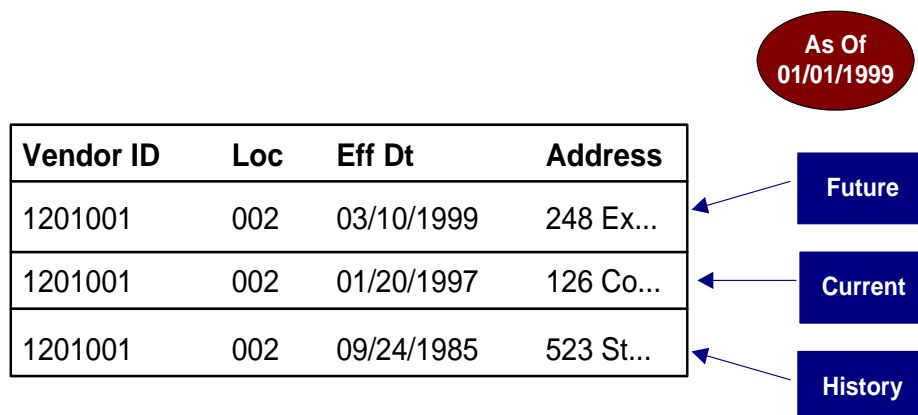 As Of
01/01/1999
Vendor ID Loc Eff Dt Address
Future
1201001 002 03/10/1999 248 Ex...
1201001 002 01/20/1997 126 Co...
Current
1201001 002 09/24/1985 523 St...
History